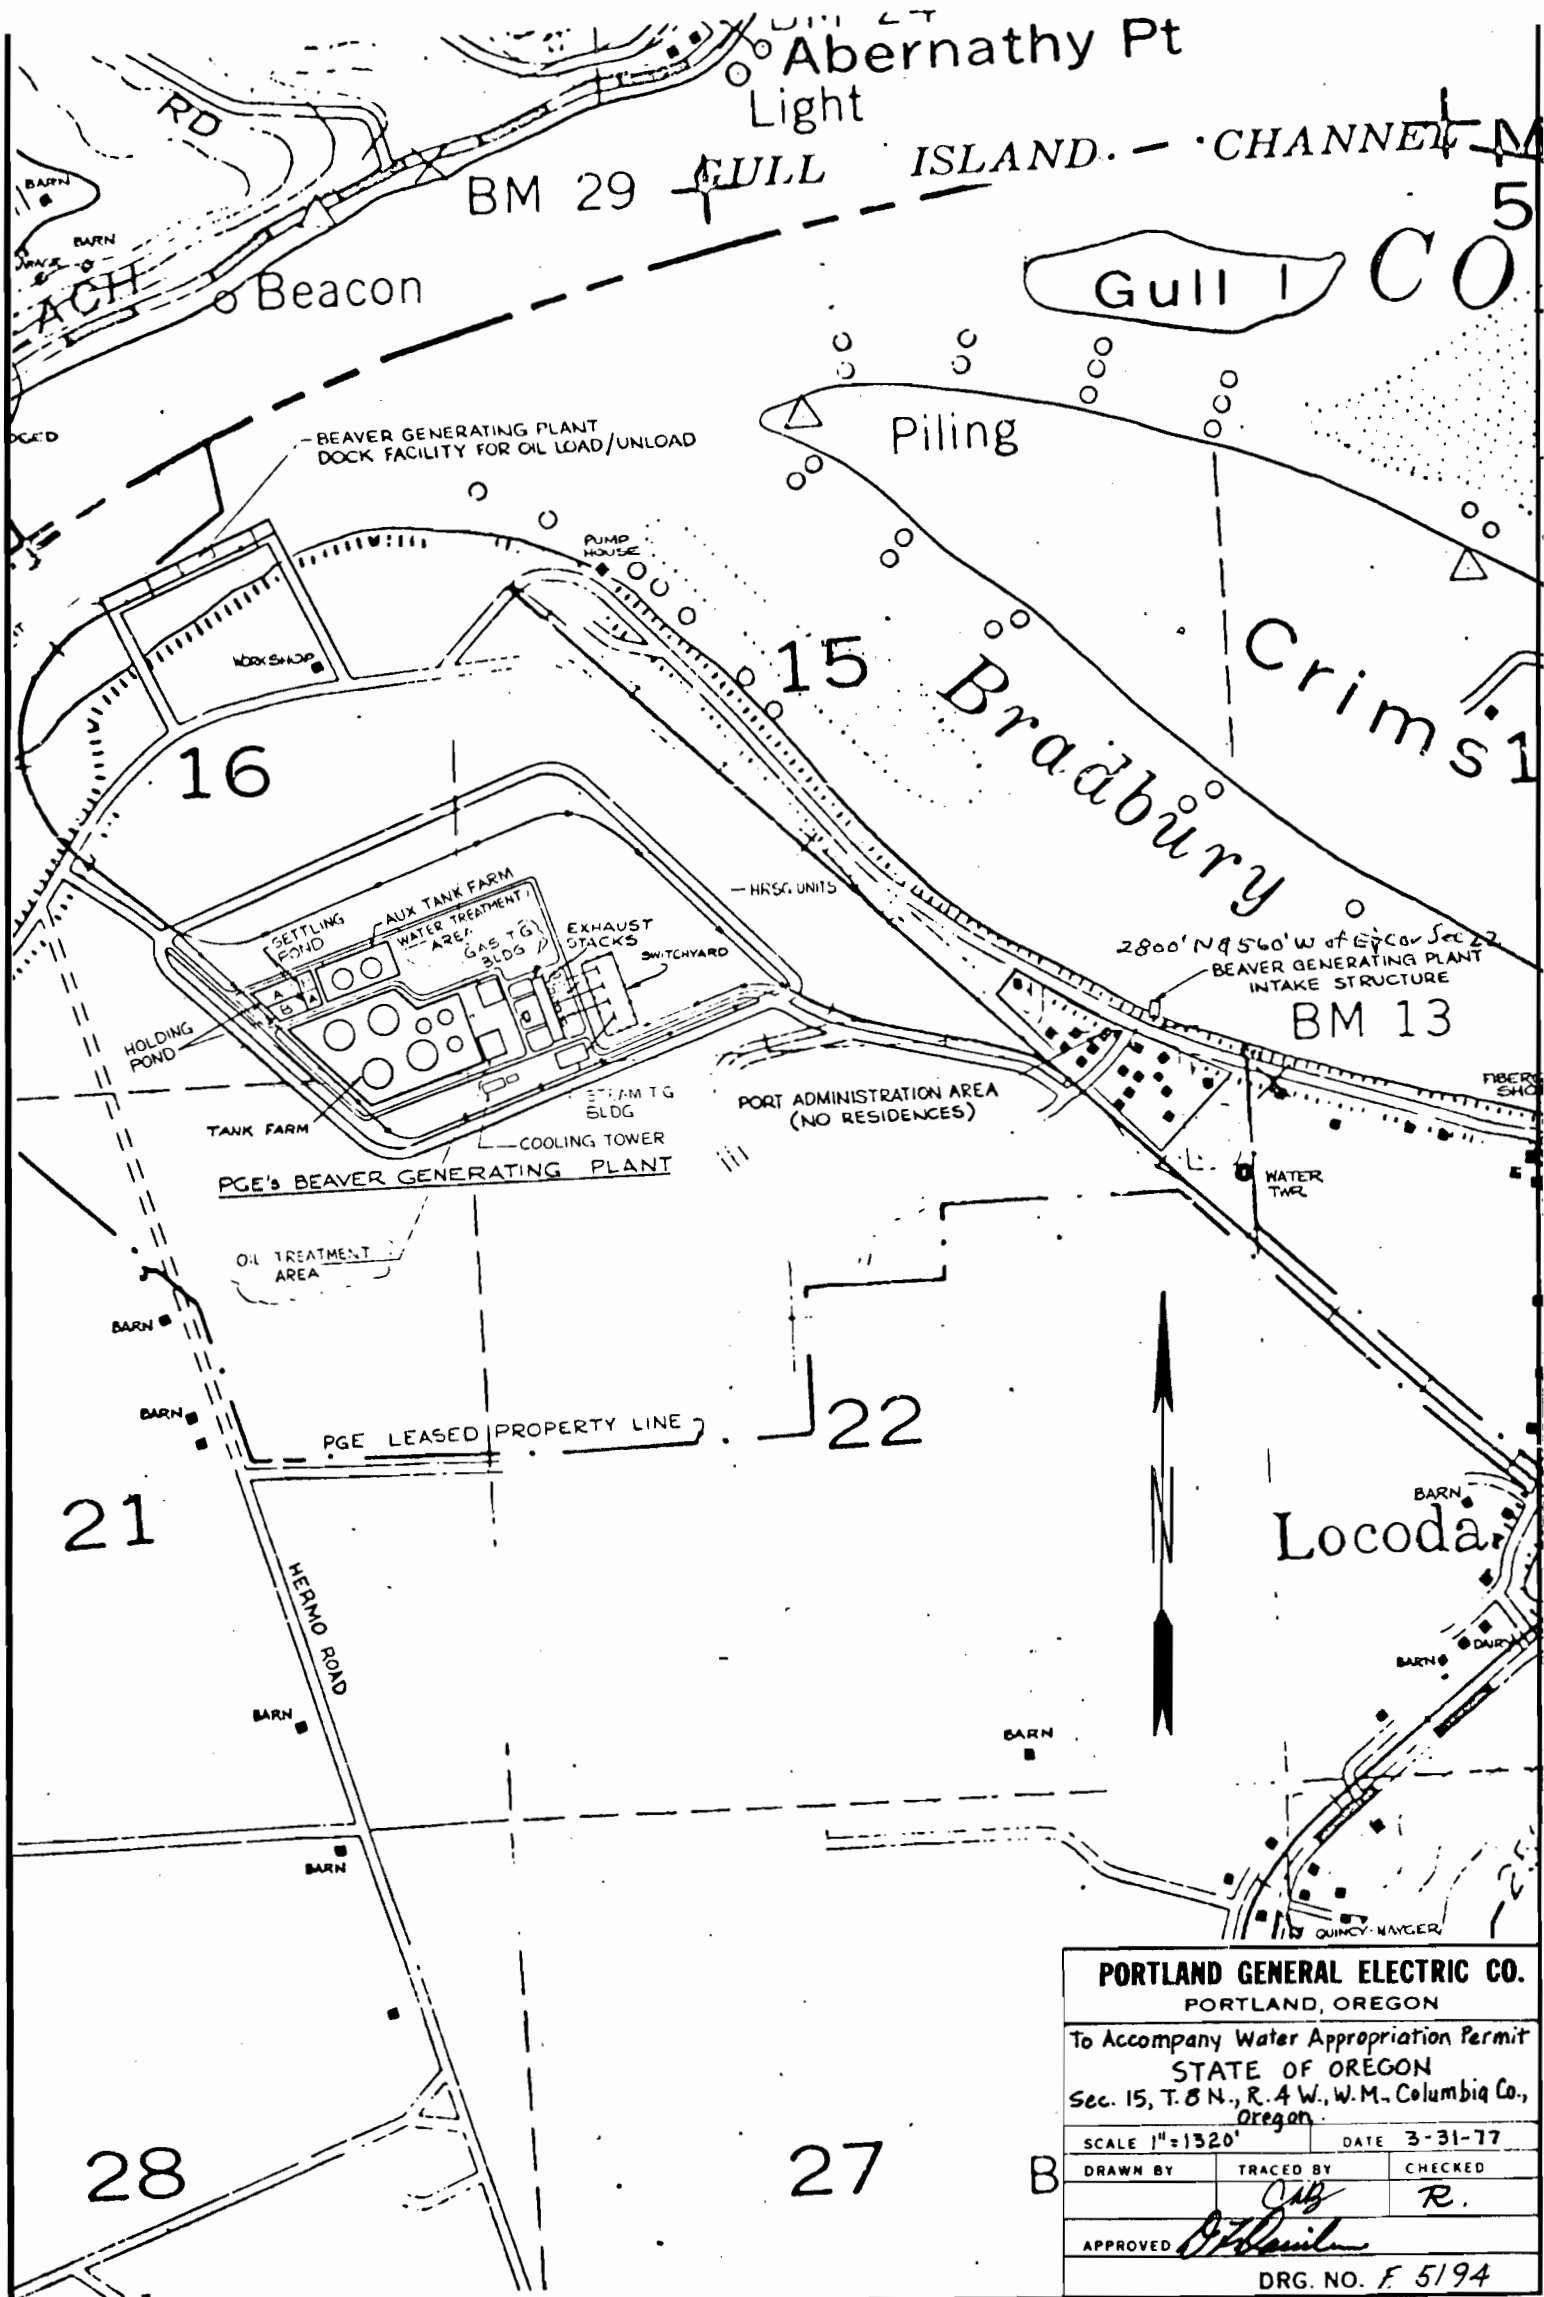 Abernathy Pt
Light
RD
BM 29
GULL ISLAND CHANNEL
5
BARN
BARN
ACH
Beacon
Gull I
CO
BEAVER GENERATING PLANT
DOCK FACILITY FOR OIL LOAD/UNLOAD
Piling
PUMP
HOUSE
WORKSHOP
15
Bradbury
Crims
1
16
HRSG UNITS
AUX TANK FARM
SETTLING
POND
WATER TREATMENT
AREA
GAS TG
BLDG
EXHAUST
STACKS
SWITCHYARD
A
B
A
HOLDING
POND
2800' N & 560' W of
Cor Sec 22
BEAVER GENERATING PLANT
INTAKE STRUCTURE
BM 13
STEAM TG
BLDG
PORT ADMINISTRATION AREA
(NO RESIDENCES)
TANK FARM
COOLING TOWER
PGE's BEAVER GENERATING PLANT
WATER
TWR
OIL TREATMENT
AREA
BARN
BARN
PGE LEASED PROPERTY LINE
22
21
BARN
Locoda
N
HERMO ROAD
DAIRY
BARN
BARN
BARN
BARN
QUINCY-MAYGER
28
27
B
PORTLAND GENERAL ELECTRIC CO.
PORTLAND, OREGON
To Accompany Water Appropriation Permit
STATE OF OREGON
Sec. 15, T. 8 N., R. 4 W., W.M., Columbia Co.,
Oregon.
SCALE 1"=1320' DATE 3-31-77
DRAWN BY TRACED BY CHECKED
R.
APPROVED
DRG. NO. F 5194